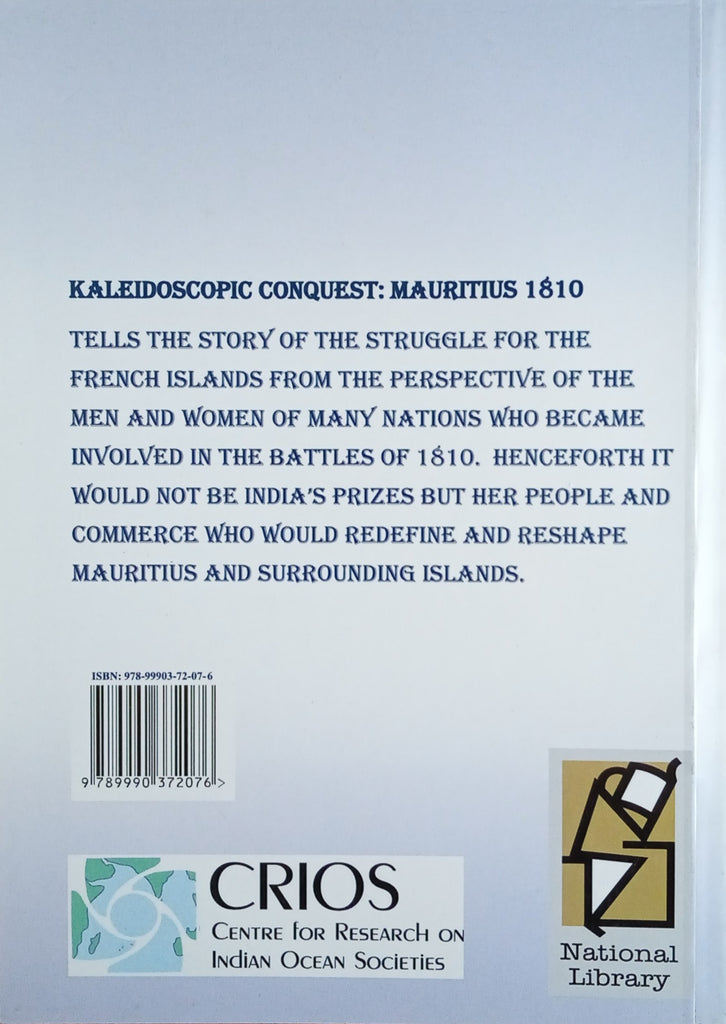 KALEIDOSCOPIC CONQUEST: MAURITIUS 1810
TELLS THE STORY OF THE STRUGGLE FOR THE
FRENCH ISLANDS FROM THE PERSPECTIVE OF THE
MEN AND WOMEN OF MANY NATIONS WHO BECAME
INVOLVED IN THE BATTLES OF 1810. HENCEFORTH IT
WOULD NOT BE INDIA'S PRIZES BUT HER PEOPLE AND
COMMERCE WHO WOULD REDEFINE AND RESHAPE
MAURITIUS AND SURROUNDING ISLANDS.
ISBN: 978-99903-72-07-6
9 789990 372076 >
CRIOS
Centre for Research on
Indian Ocean Societies
National
Library